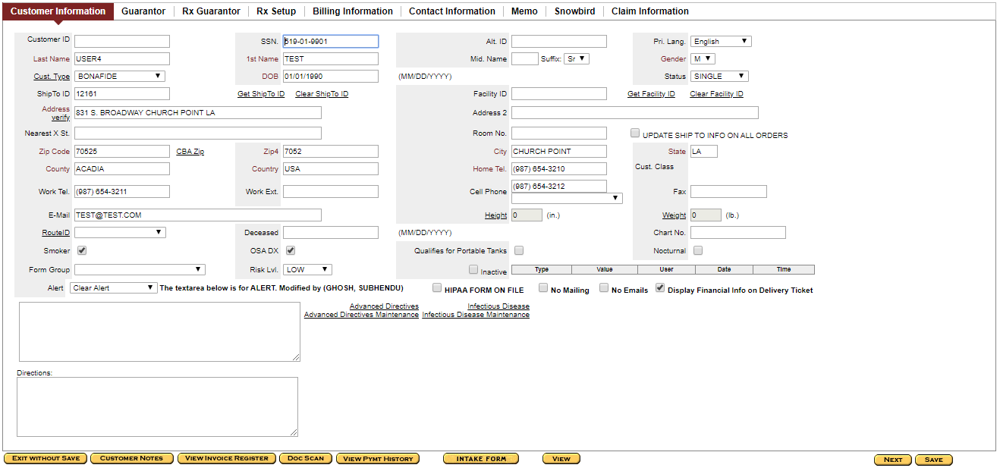 Customer Information Guarantor Rx Guarantor Rx Setup Billing Information Contact Information Memo Snowbird Claim Information
Customer ID SSN. 519-01-9901 Alt. ID Pri. Lang. English
Last Name USER4 1st Name TEST Mid. Name Suffix: Sr Gender M
Cust. Type BONAFIDE DOB 01/01/1990 (MM/DD/YYYY) Status SINGLE
ShipTo ID 12161 Get ShipTo ID Clear ShipTo ID Facility ID Get Facility ID Clear Facility ID
Address
verify 831 S. BROADWAY CHURCH POINT LA Address 2
Nearest X St. Room No. UPDATE SHIP TO INFO ON ALL ORDERS
Zip Code 70525 CBA Zip Zip4 7052 City CHURCH POINT State LA
County ACADIA Country USA Home Tel. (987) 654-3210 Cust. Class
Work Tel. (987) 654-3211 Work Ext. Cell Phone (987) 654-3212 Fax
E-Mail TEST@TEST.COM Height 0 (in.) Weight 0 (lb.)
RouteID Deceased (MM/DD/YYYY) Chart No.
Smoker OSA DX Qualifies for Portable Tanks Nocturnal
Form Group Risk Lvl. LOW Inactive Type Value User Date Time
Alert Clear Alert The textarea below is for ALERT. Modified by (GHOSH, SUBHENDU) HIPAA FORM ON FILE No Mailing No Emails Display Financial Info on Delivery Ticket
Advanced Directives Infectious Disease
Advanced Directives Maintenance Infectious Disease Maintenance
Directions:
EXIT WITHOUT SAVE CUSTOMER NOTES VIEW INVOICE REGISTER DOC SCAN VIEW PYMT HISTORY INTAKE FORM VIEW NEXT SAVE